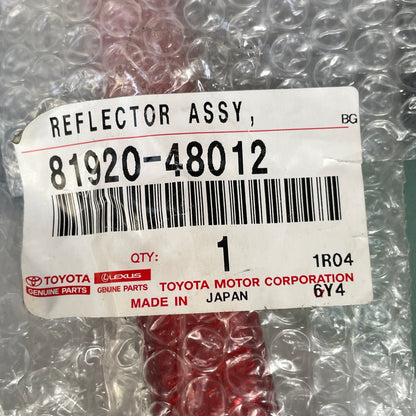 REFLECTOR ASSY,
BG
81920-48012
QTY: 1 1R04
TOYOTA LEXUS TOYOTA MOTOR CORPORATION
GENUINE PARTS GENUINE PARTS 6Y4
MADE IN JAPAN